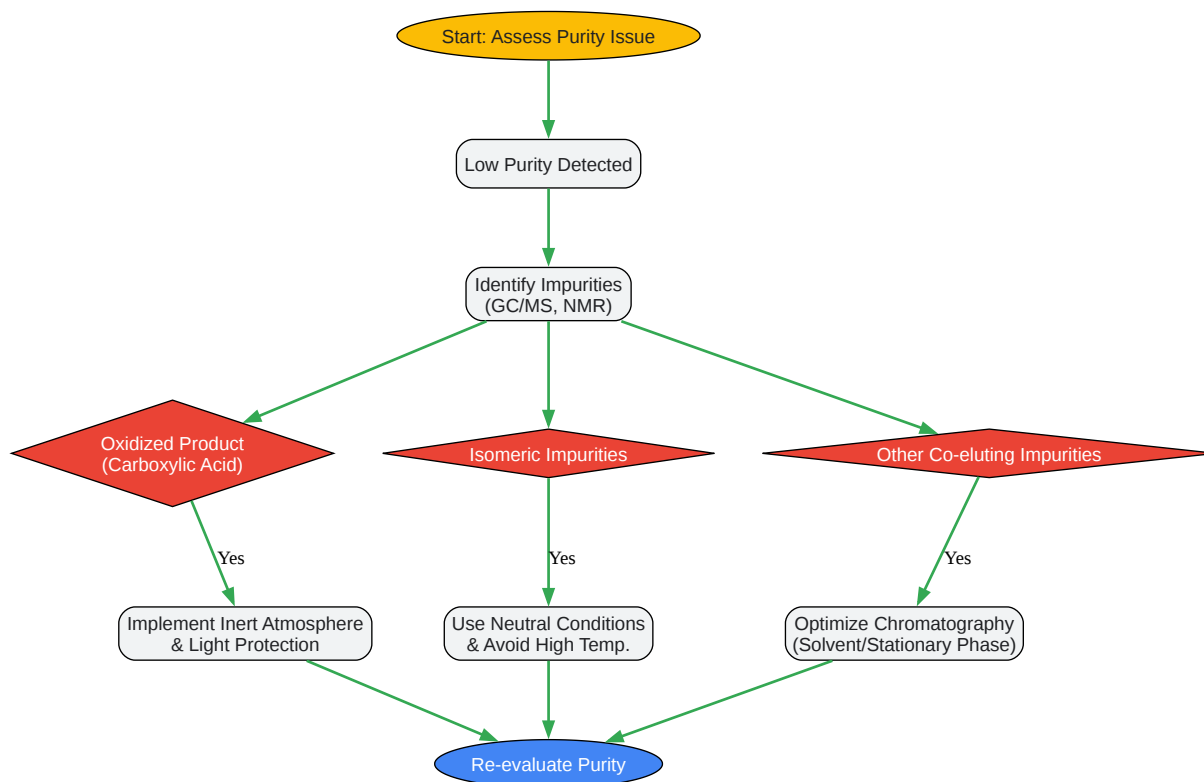 Start: Assess Purity Issue
Low Purity Detected
Identify Impurities
(GC/MS, NMR)
Oxidized Product
(Carboxylic Acid)
Isomeric Impurities
Other Co-eluting Impurities
Yes
Yes
Yes
Implement Inert Atmosphere
& Light Protection
Use Neutral Conditions
& Avoid High Temp.
Optimize Chromatography
(Solvent/Stationary Phase)
Re-evaluate Purity